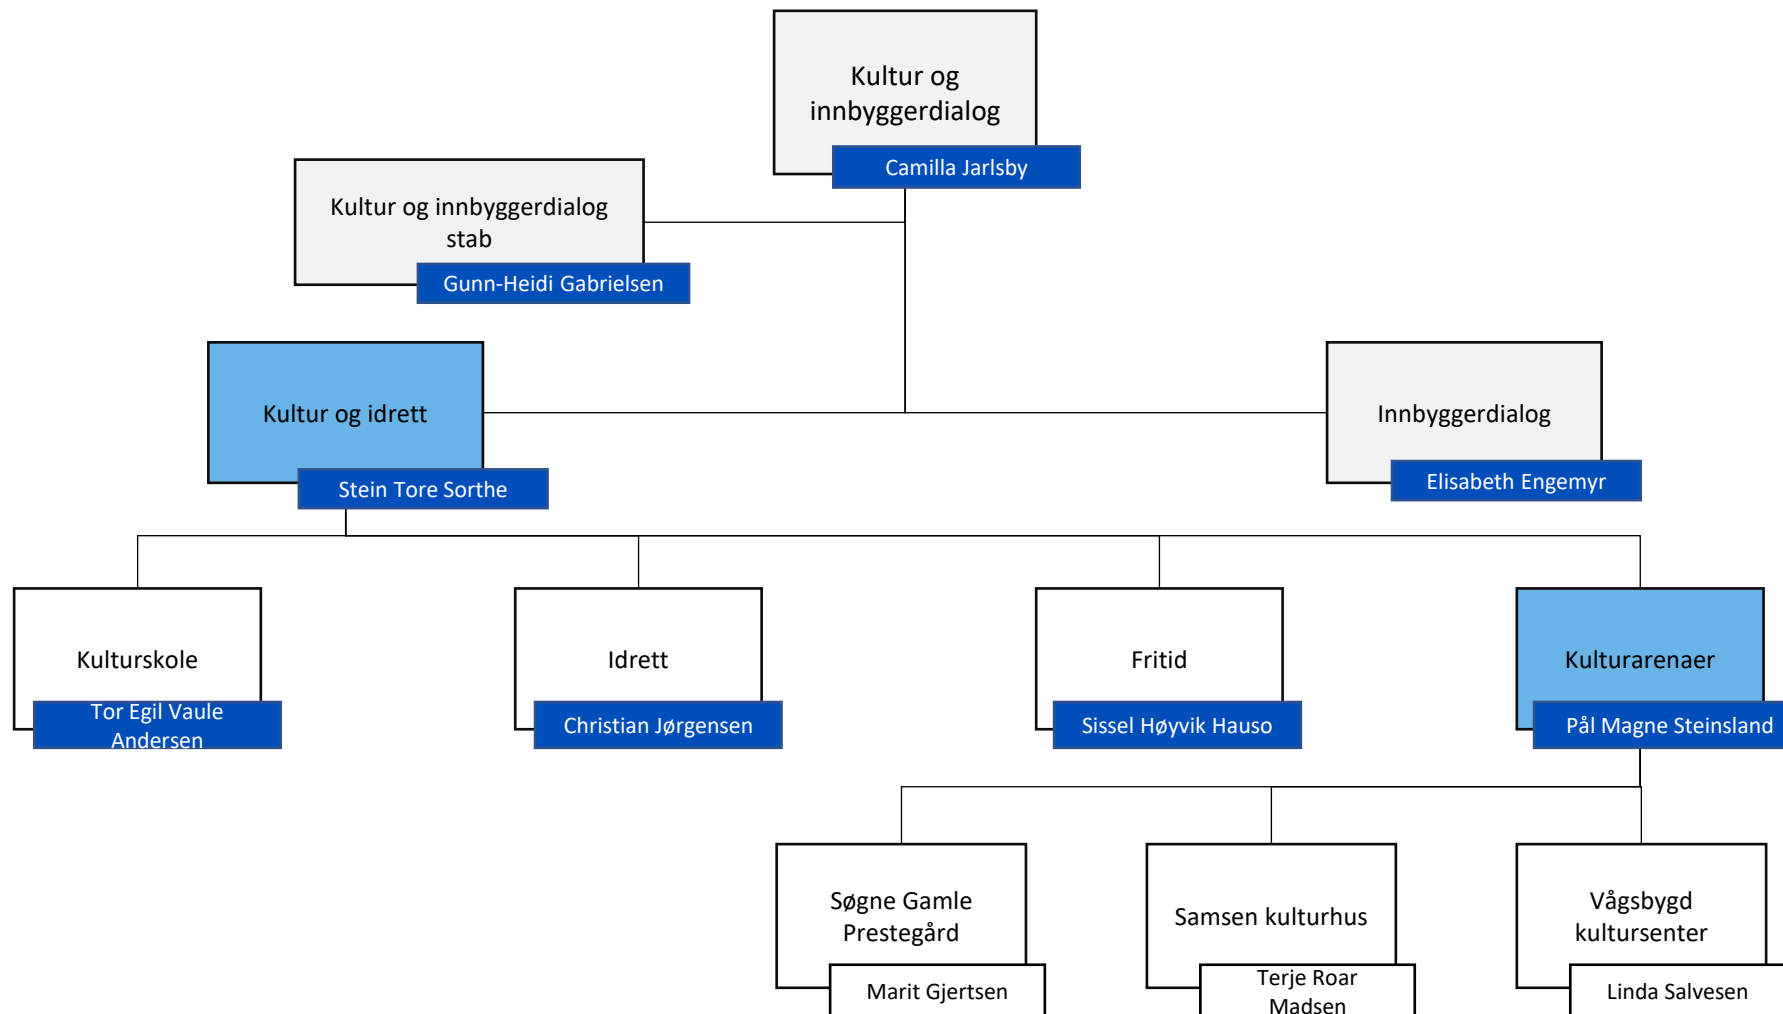 Kultur og
innbyggerdialog
Camilla Jarlsby
Kultur og innbyggerdialog
stab
Gunn-Heidi Gabrielsen
Kultur og idrett
Stein Tore Sorthe
Innbyggerdialog
Elisabeth Engemyr
Kulturskole
Tor Egil Vaule
Andersen
Idrett
Christian Jørgensen
Fritid
Sissel Høyvik Hauso
Kulturarenaer
Pål Magne Steinsland
Søgne Gamle
Prestegård
Marit Gjertsen
Samsen kulturhus
Terje Roar
Madsen
Vågsbygd
kultursenter
Linda Salvesen